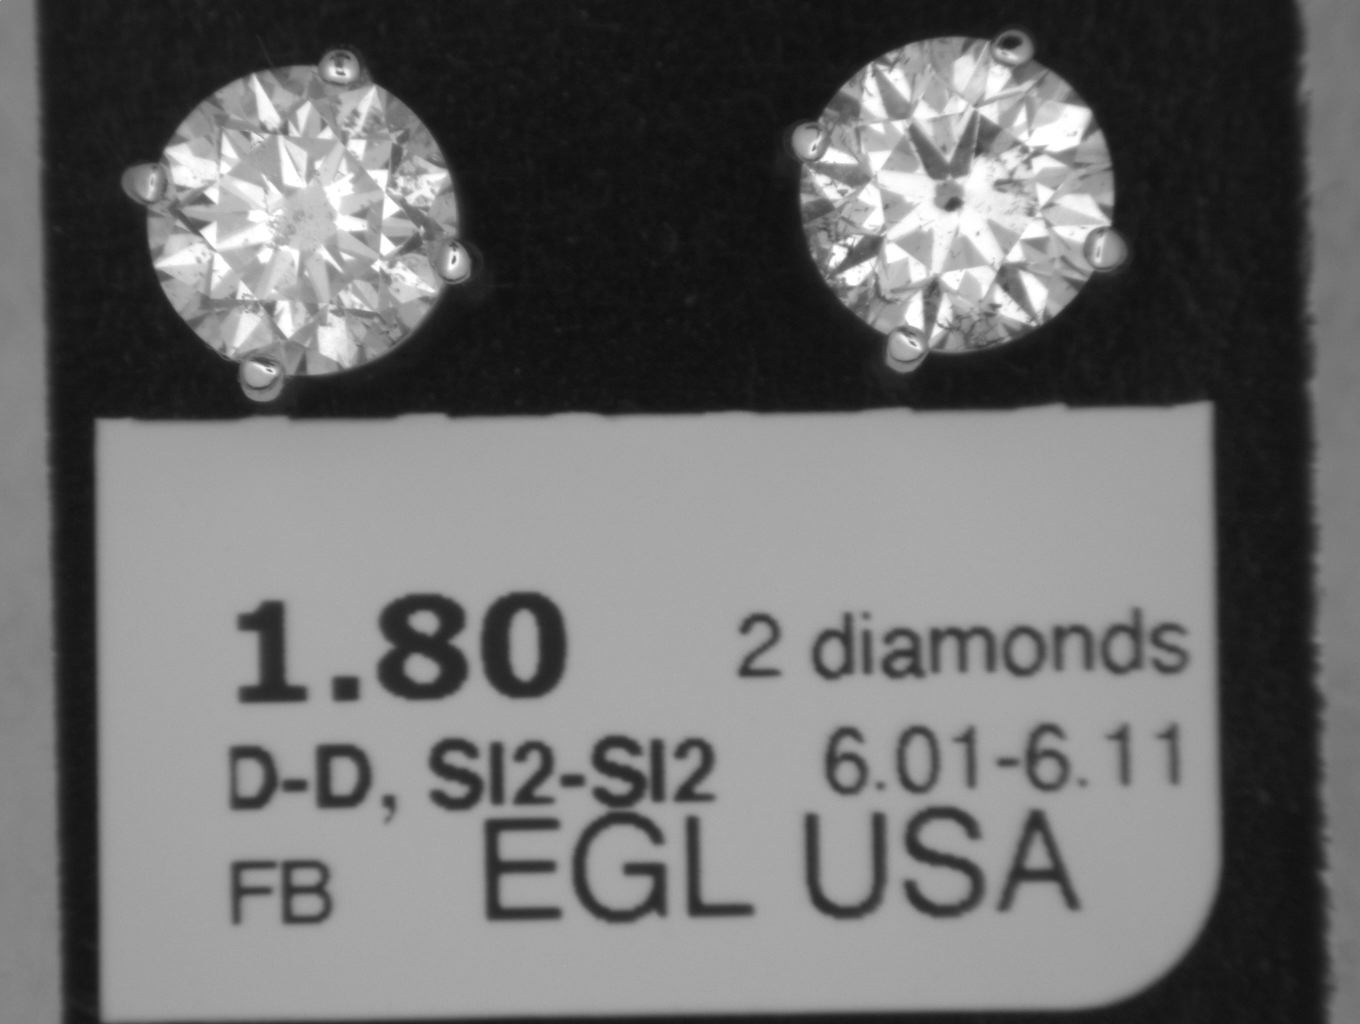 1.80 2 diamonds
D-D, SI2-SI2 6.01-6.11
FB EGL USA